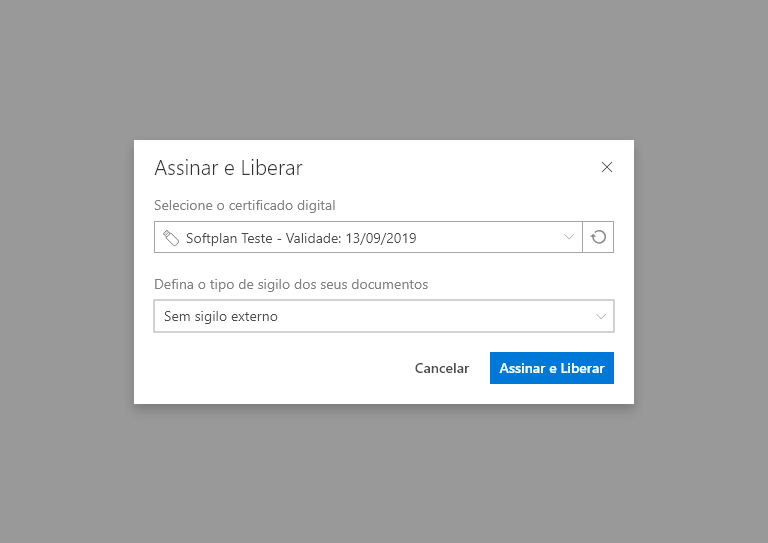 Assinar e Liberar
Selecione o certificado digital
Softplan Teste - Validade: 13/09/2019
Defina o tipo de sigilo dos seus documentos
Sem sigilo externo
Cancelar
Assinar e Liberar